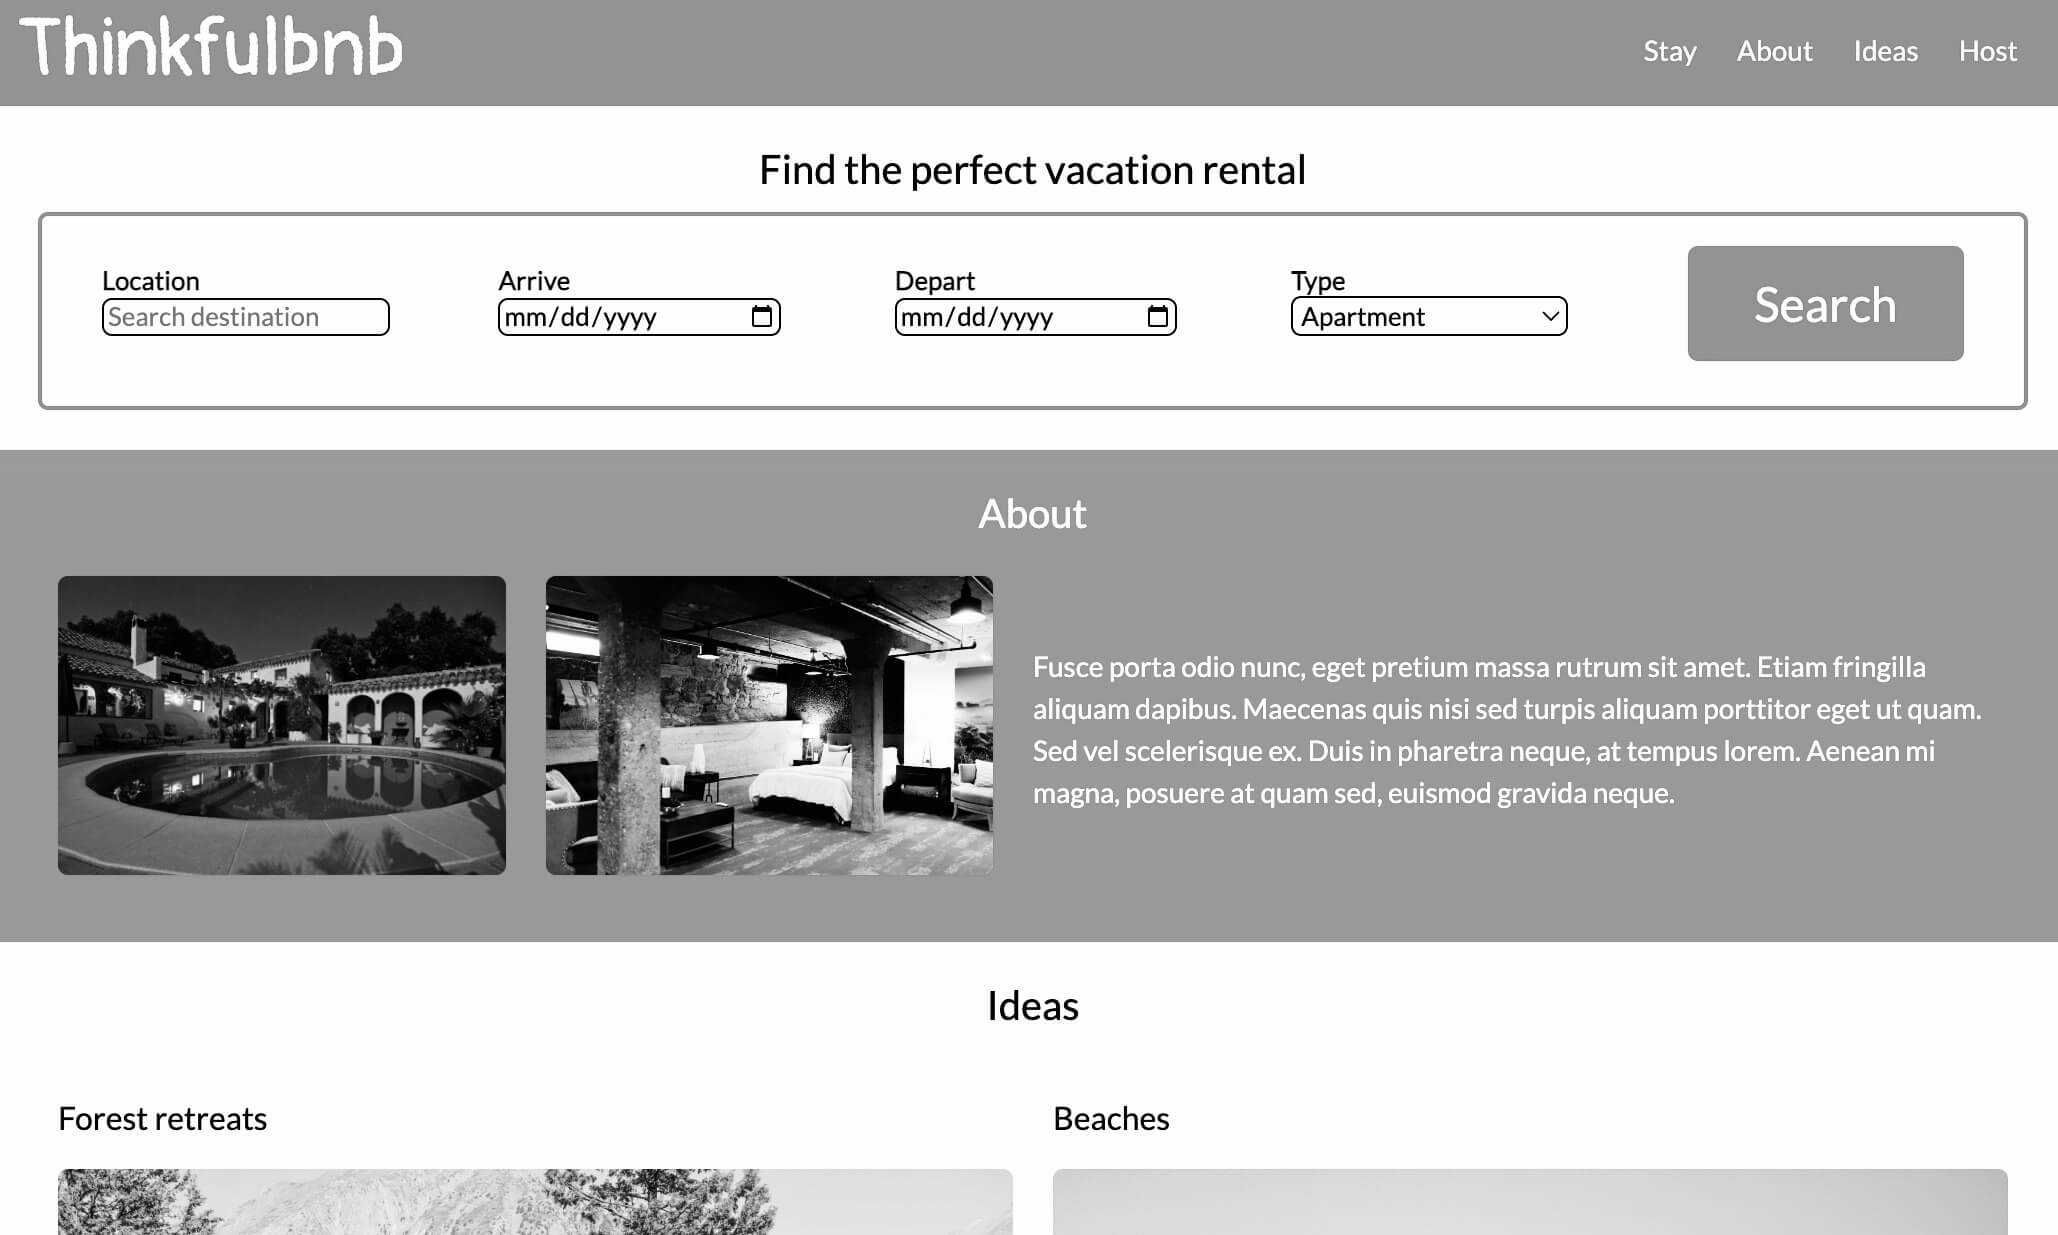 Thinkfulbnb
Stay About Ideas Host
Find the perfect vacation rental
Location Arrive Depart Type
Search destination mm/dd/yyyy mm/dd/yyyy Apartment Search
About
Fusce porta odio nunc, eget pretium massa rutrum sit amet. Etiam fringilla
aliquam dapibus. Maecenas quis nisi sed turpis aliquam porttitor eget ut quam.
Sed vel scelerisque ex. Duis in pharetra neque, at tempus lorem. Aenean mi
magna, posuere at quam sed, euismod gravida neque.
Ideas
Forest retreats Beaches